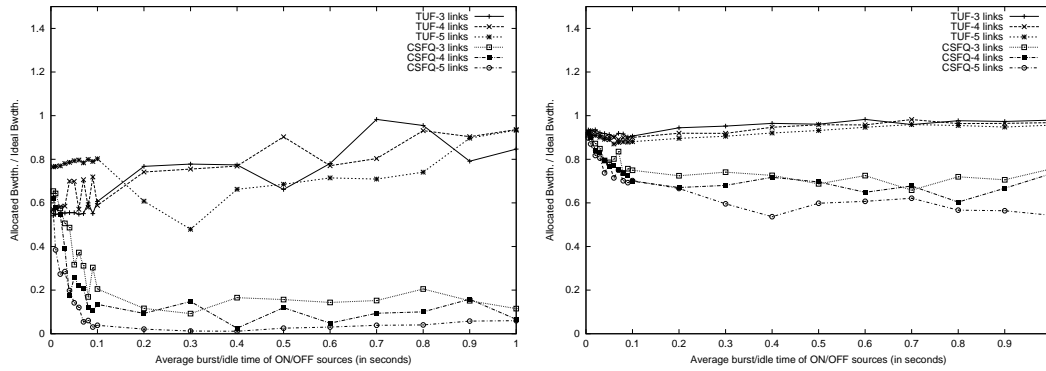 1.4
1.2
1
0.8
0.6
0.4
0.2
0
Allocated Bwdth. / Ideal Bwdth.
TUF-3 links
TUF-4 links
TUF-5 links
CSFQ-3 links
CSFQ-4 links
CSFQ-5 links
0 0.1 0.2 0.3 0.4 0.5 0.6 0.7 0.8 0.9 1
Average burst/idle time of ON/OFF sources (in seconds)
1.4
1.2
1
0.8
0.6
0.4
0.2
0
Allocated Bwdth. / Ideal Bwdth.
TUF-3 links
TUF-4 links
TUF-5 links
CSFQ-3 links
CSFQ-4 links
CSFQ-5 links
0 0.1 0.2 0.3 0.4 0.5 0.6 0.7 0.8 0.9
Average burst/idle time of ON/OFF sources (in seconds)